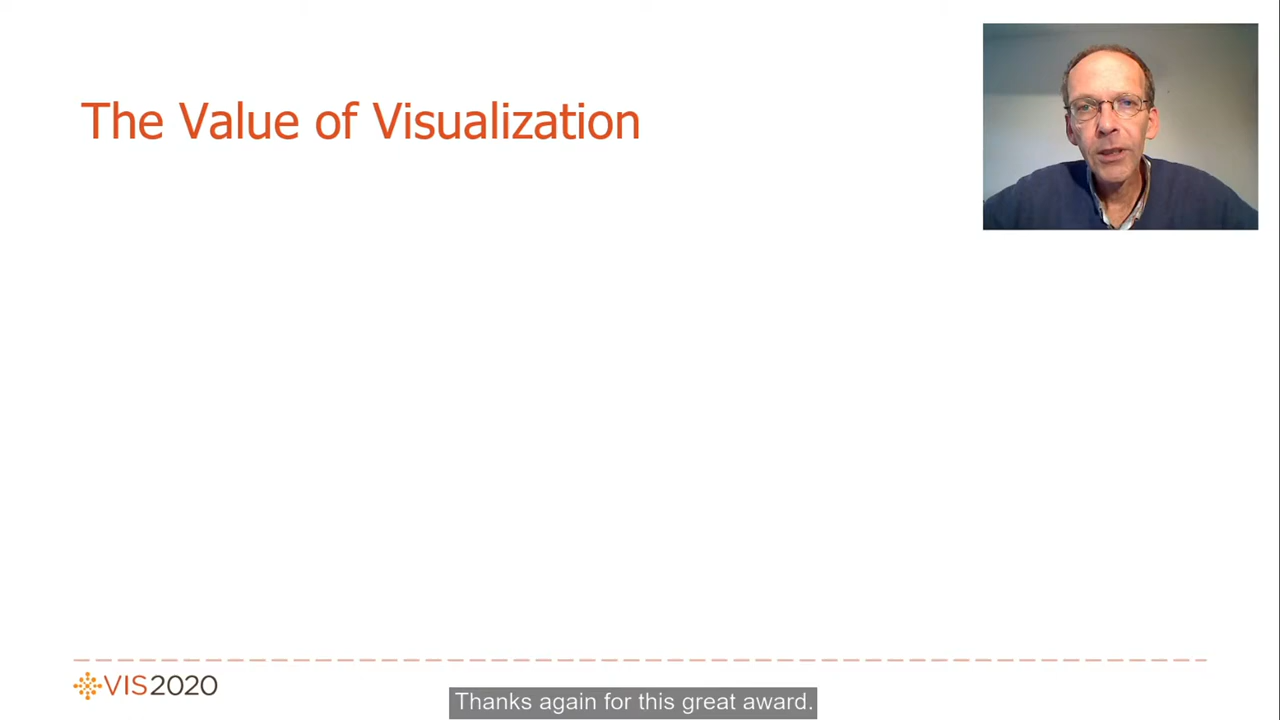 The Value of Visualization
VIS2020
Thanks again for this great award.